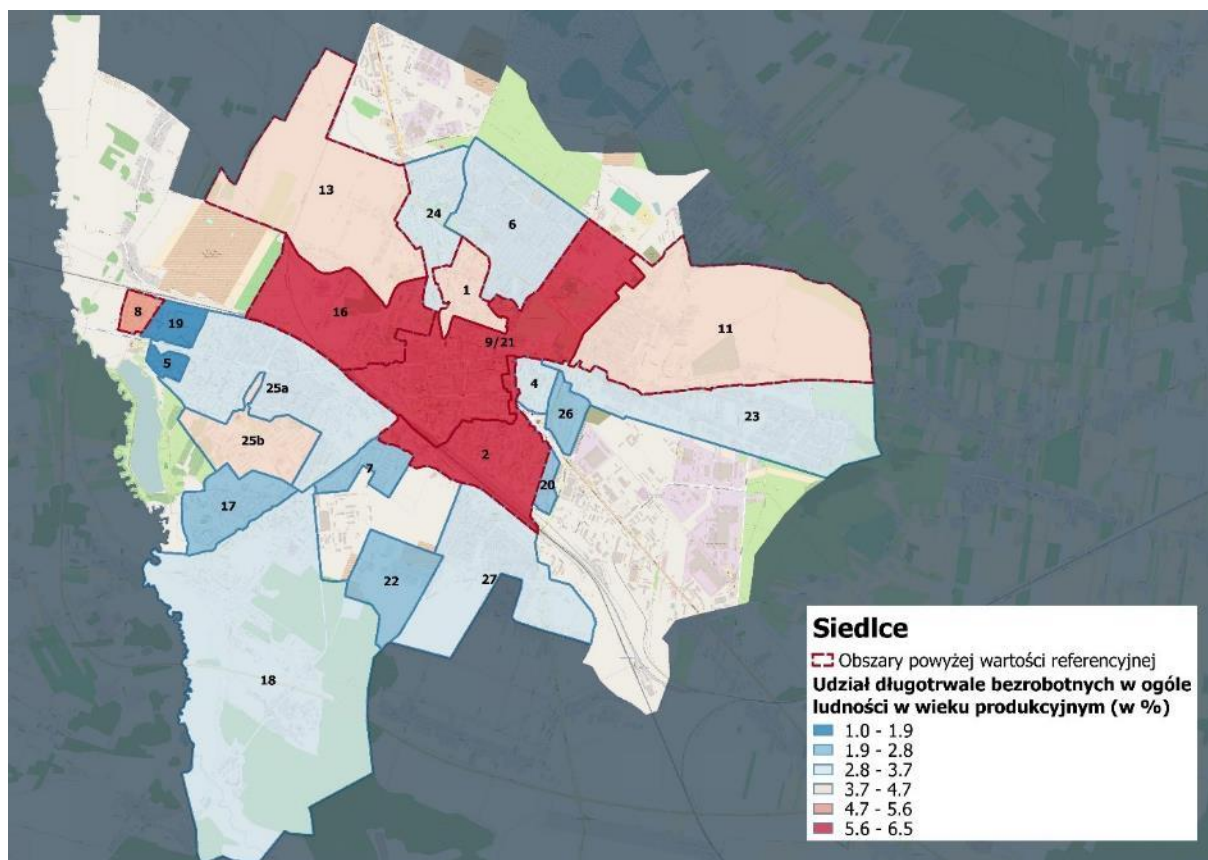 13
24
6
1
16
8
19
9/21
11
5
4
25a
26
23
25b
2
7
20
17
22
27
18
Siedlce
Obszary powyżej wartości referencyjnej
Udział długotrwale bezrobotnych w ogóle
ludności w wieku produkcyjnym (w %)
1.0 - 1.9
1.9 - 2.8
2.8 - 3.7
3.7 - 4.7
4.7 - 5.6
5.6 - 6.5